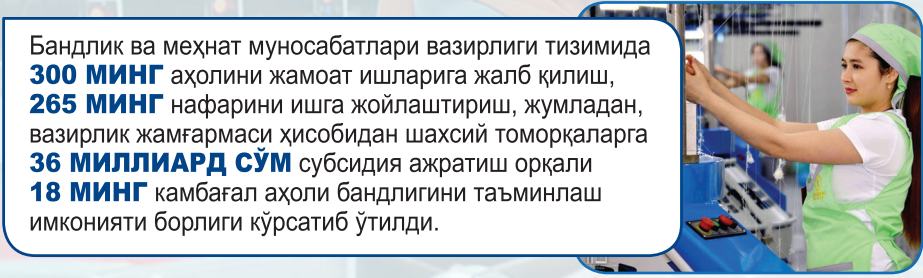 Бандлик ва меҳнат муносабатлари вазирлиги тизимида
300 МИНГ аҳолини жамоат ишларига жалб қилиш,
265 МИНГ нафарини ишга жойлаштириш, жумладан,
вазирлик жамғармаси ҳисобидан шахсий томорқаларга
36 МИЛЛИАРД СЎМ субсидия ажратиш орқали
18 МИНГ камбағал аҳоли бандлигини таъминлаш
имконияти борлиги кўрсатиб ўтилди.